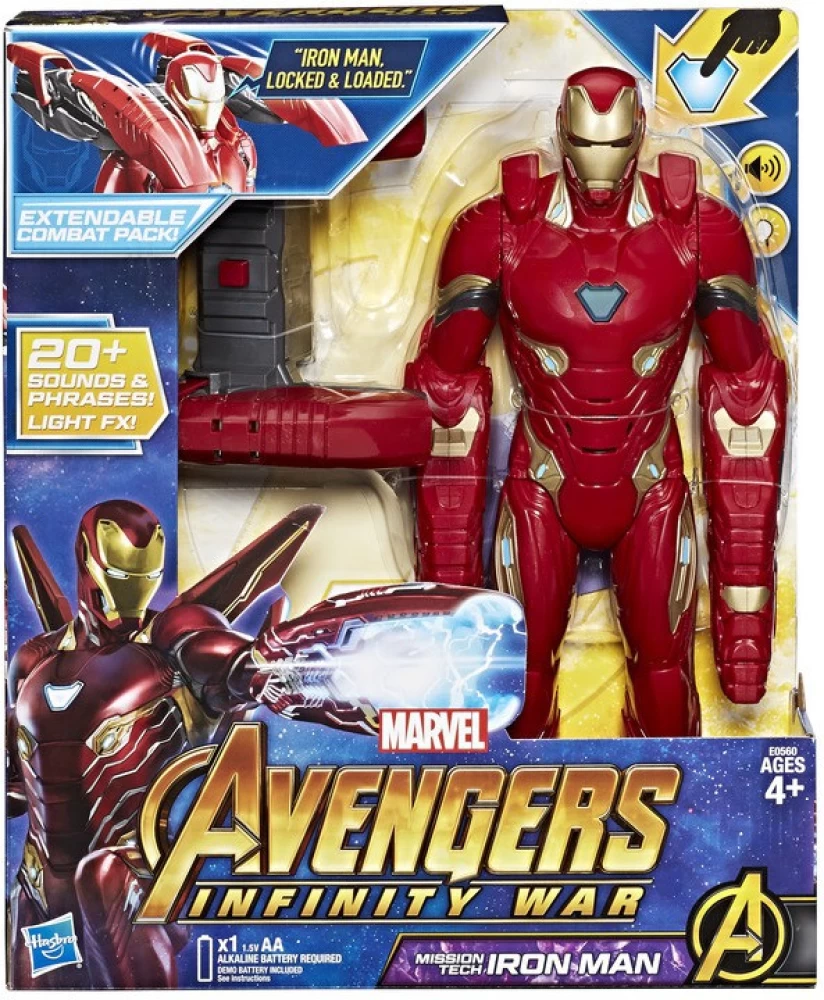 AVENGERS
"IRON MAN,
LOCKED & LOADED."
EXTENDABLE
COMBAT PACK!
20+
SOUNDS &
PHRASES!
LIGHT FX!
MARVEL
AVENGERS
INFINITY WAR
E0560
AGES
4+
Hasbro
x1 1.5V AA
ALKALINE BATTERY REQUIRED
DEMO BATTERY INCLUDED
See Instructions
MISSION
TECH IRON MAN
A